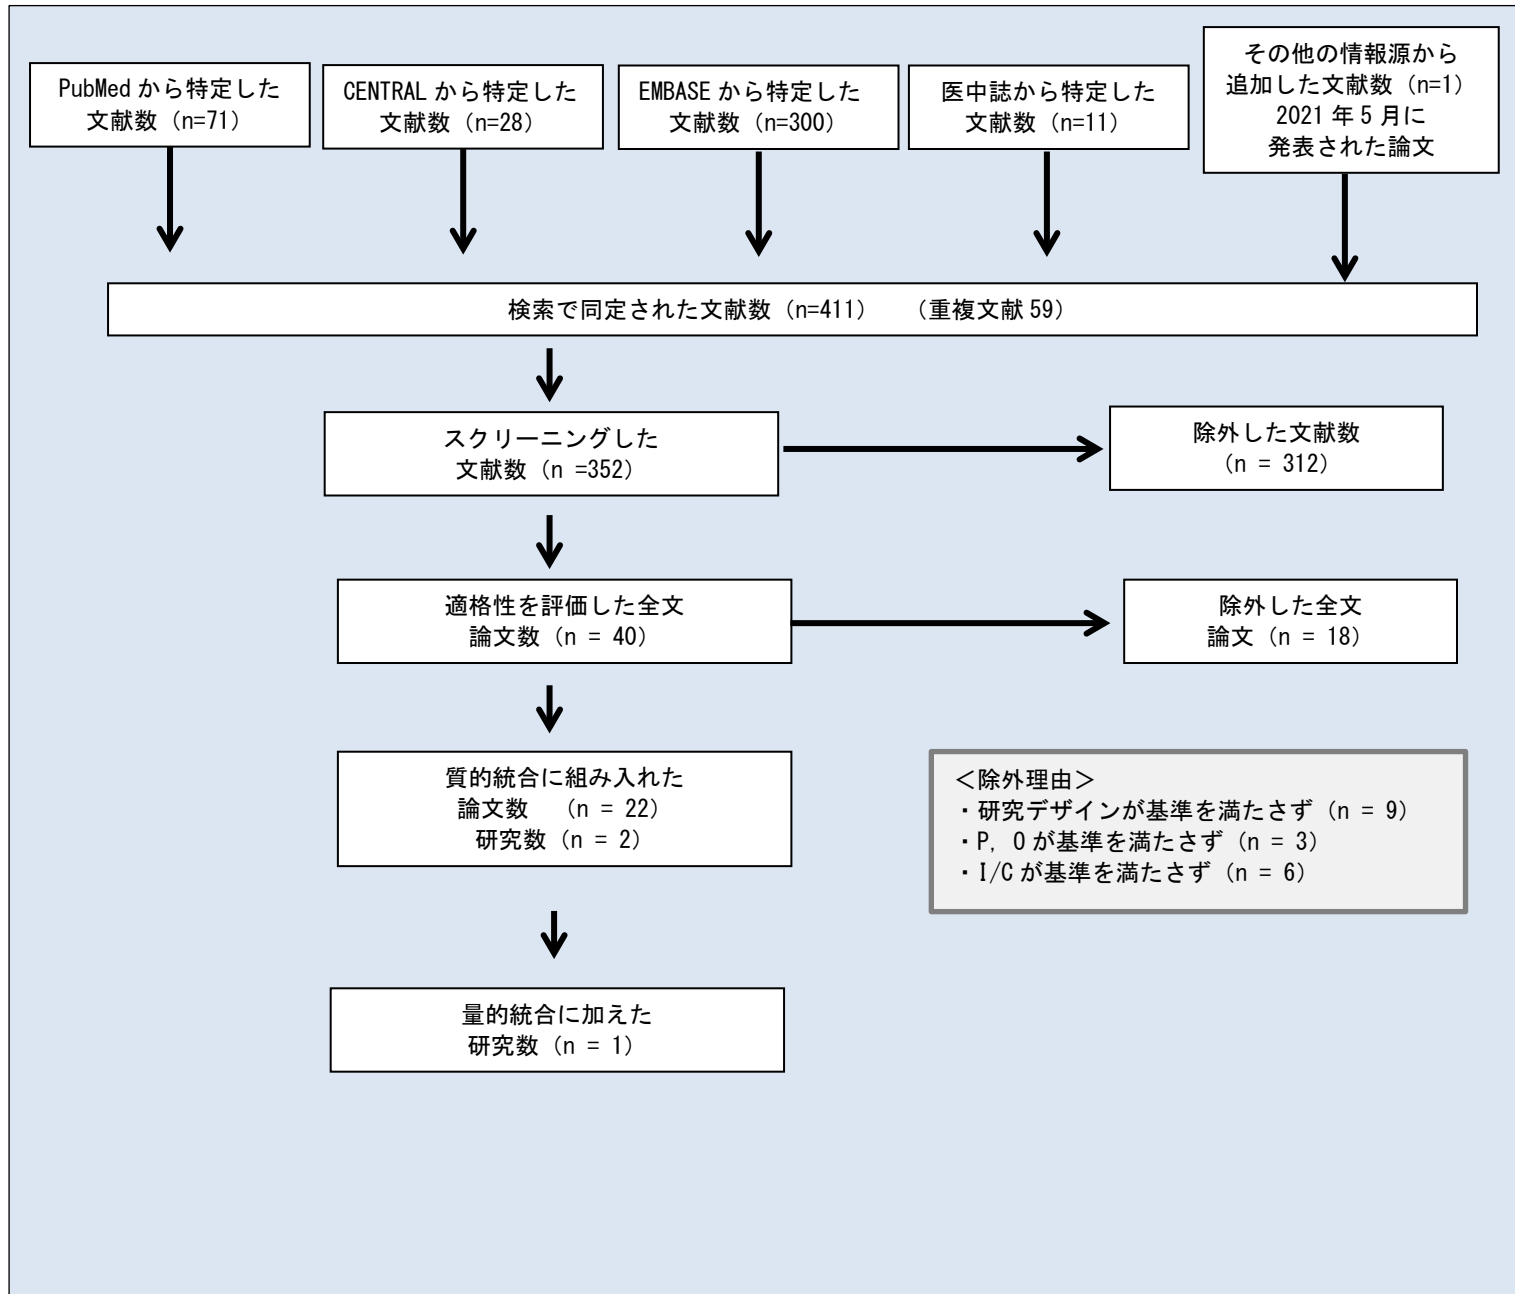 PubMed から特定した
文献数（n=71）
CENTRAL から特定した
文献数（n=28）
EMBASE から特定した
文献数（n=300）
医中誌から特定した
文献数（n=11）
その他の情報源から
追加した文献数（n=1）
2021 年 5 月に
発表された論文
検索で同定された文献数（n=411）　（重複文献 59）
スクリーニングした
文献数（n =352）
除外した文献数
（n = 312）
適格性を評価した全文
論文数（n = 40）
除外した全文
論文（n = 18）
質的統合に組み入れた
論文数　（n = 22）
研究数（n = 2）
＜除外理由＞
・研究デザインが基準を満たさず（n = 9）
・P, O が基準を満たさず（n = 3）
・I/C が基準を満たさず（n = 6）
量的統合に加えた
研究数（n = 1）